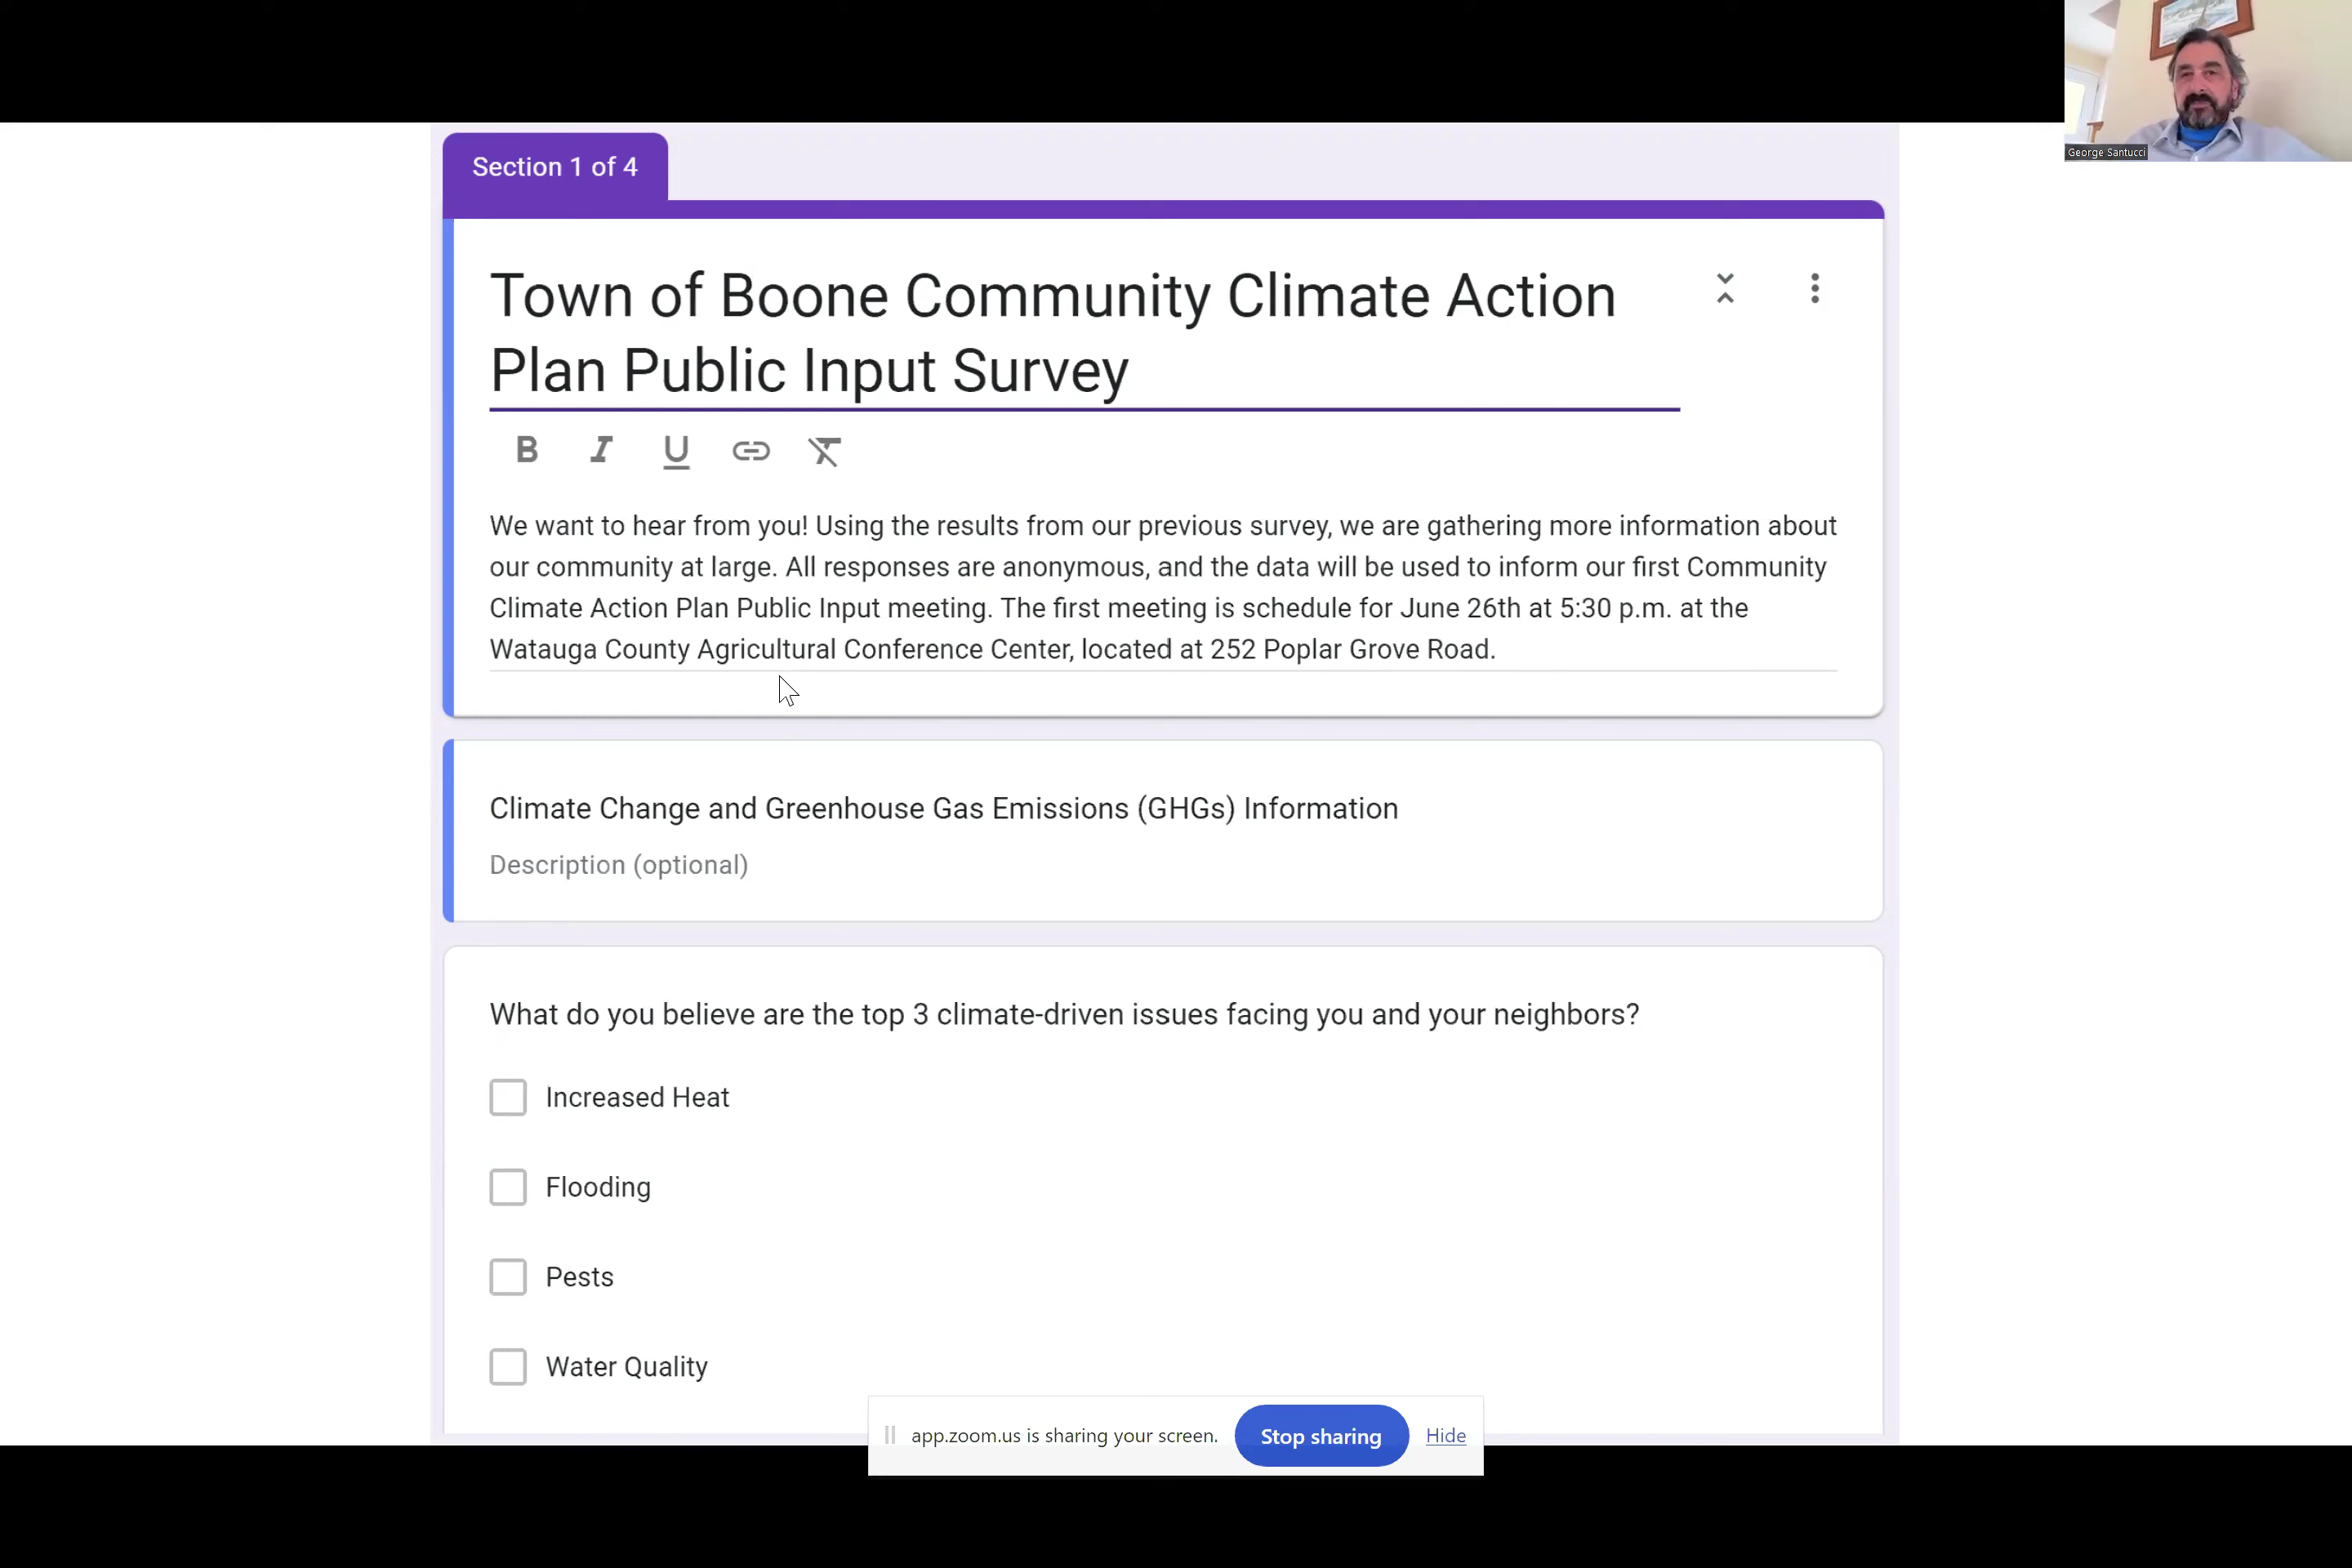 George Santucci
Section 1 of 4
Town of Boone Community Climate Action
Plan Public Input Survey
B I U
We want to hear from you! Using the results from our previous survey, we are gathering more information about
our community at large. All responses are anonymous, and the data will be used to inform our first Community
Climate Action Plan Public Input meeting. The first meeting is schedule for June 26th at 5:30 p.m. at the
Watauga County Agricultural Conference Center, located at 252 Poplar Grove Road.
Climate Change and Greenhouse Gas Emissions (GHGs) Information
Description (optional)
What do you believe are the top 3 climate-driven issues facing you and your neighbors?
Increased Heat
Flooding
Pests
Water Quality
app.zoom.us is sharing your screen. Stop sharing Hide